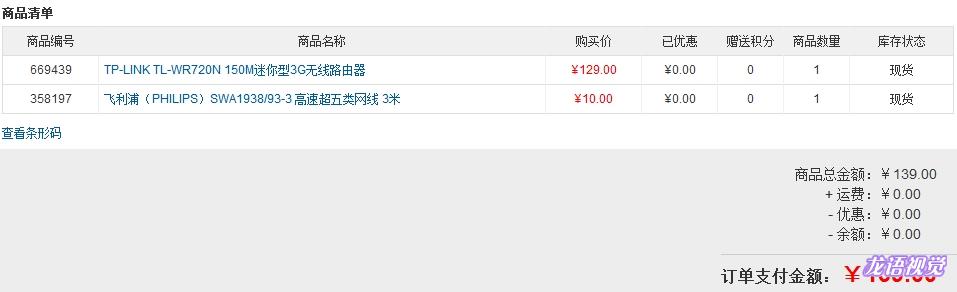 商品清单
商品编号 商品名称 购买价 已优惠 赠送积分 商品数量 库存状态
669439 TP-LINK TL-WR720N 150M迷你型3G无线路由器 ¥129.00 ¥0.00 0 1 现货
358197 飞利浦（PHILIPS）SWA1938/93-3 高速超五类网线 3米 ¥10.00 ¥0.00 0 1 现货
查看条形码
商品总金额：¥ 139.00
+ 运费：¥ 0.00
- 优惠：¥ 0.00
- 余额：¥ 0.00
订单支付金额：¥
龙语视觉